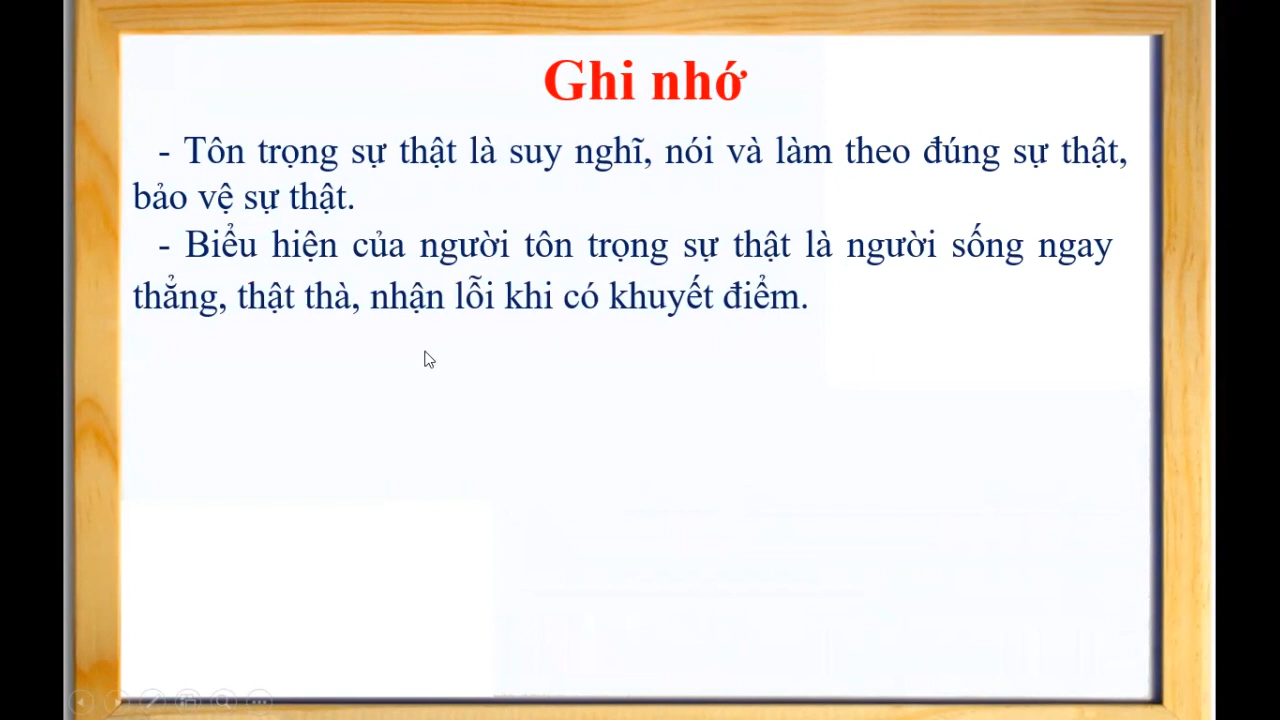 Ghi nhớ
- Tôn trọng sự thật là suy nghĩ, nói và làm theo đúng sự thật,
bảo vệ sự thật.
- Biểu hiện của người tôn trọng sự thật là người sống ngay
thẳng, thật thà, nhận lỗi khi có khuyết điểm.